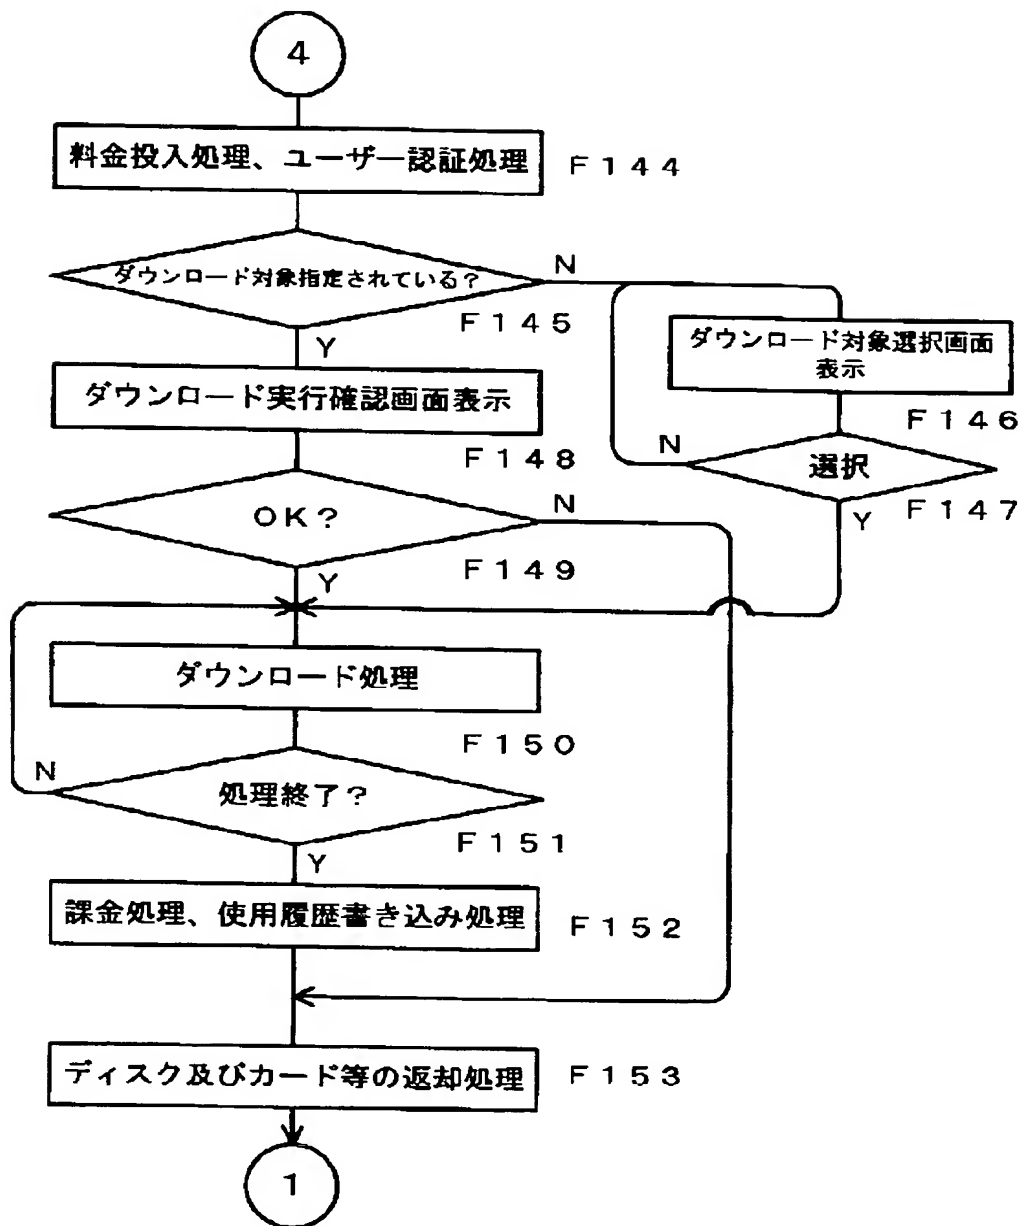 4
料金投入処理、ユーザー認証処理
F144
ダウンロード対象指定されている?
N
F145
Y
ダウンロード対象選択画面
表示
F146
ダウンロード実行確認画面表示
F148
N
選択
F147
Y
OK?
N
F149
Y
ダウンロード処理
F150
N
処理終了?
F151
Y
課金処理、使用履歴書き込み処理
F152
ディスク及びカード等の返却処理
F153
1